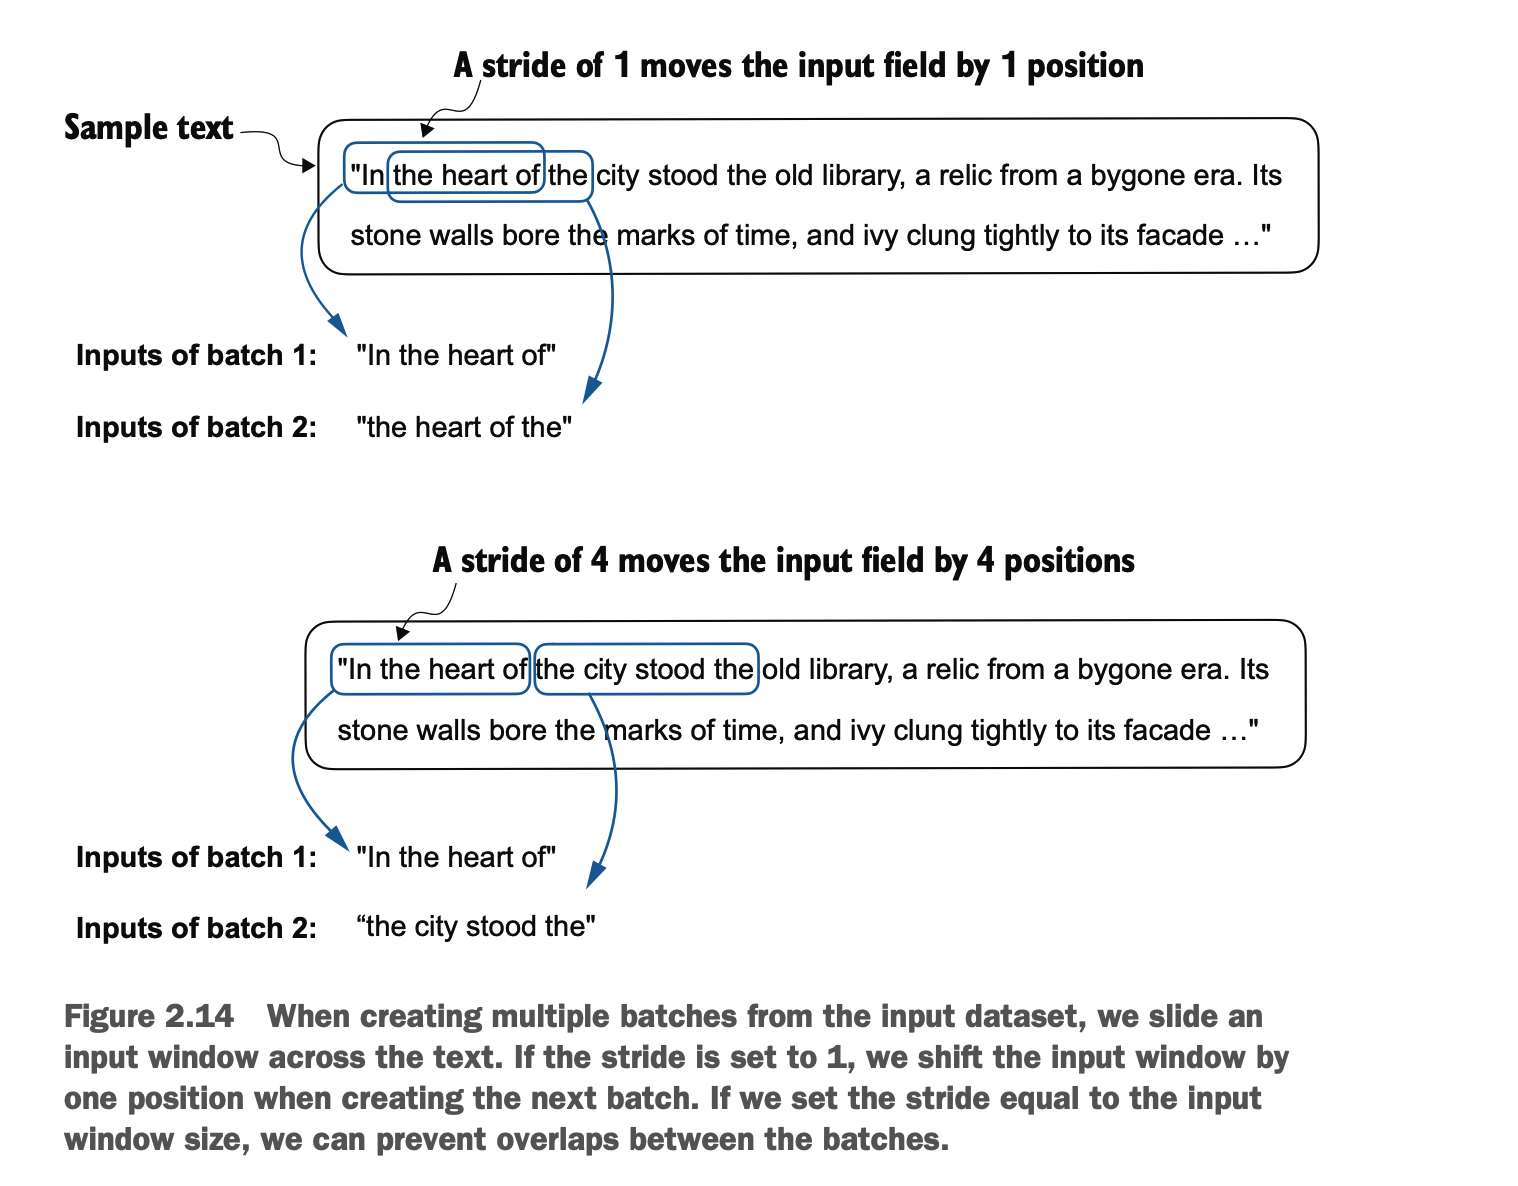 A stride of 1 moves the input field by 1 position
Sample text
"In the heart of the city stood the old library, a relic from a bygone era. Its
stone walls bore the marks of time, and ivy clung tightly to its facade …"
Inputs of batch 1: "In the heart of"
Inputs of batch 2: "the heart of the"
A stride of 4 moves the input field by 4 positions
"In the heart of the city stood the old library, a relic from a bygone era. Its
stone walls bore the marks of time, and ivy clung tightly to its facade …"
Inputs of batch 1: "In the heart of"
Inputs of batch 2: “the city stood the"
Figure 2.14 When creating multiple batches from the input dataset, we slide an
input window across the text. If the stride is set to 1, we shift the input window by
one position when creating the next batch. If we set the stride equal to the input
window size, we can prevent overlaps between the batches.